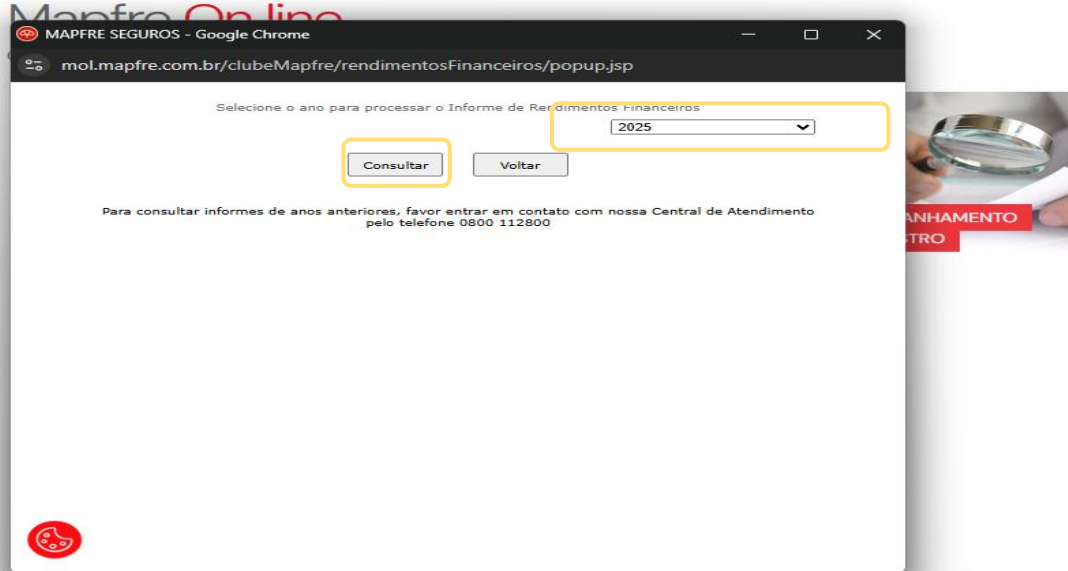 Mapfre On line
MAPFRE SEGUROS - Google Chrome
mol.mapfre.com.br/clubeMapfre/rendimentosFinanceiros/popup.jsp
Selecione o ano para processar o Informe de Rendimentos Financeiros
2025
Consultar Voltar
Para consultar informes de anos anteriores, favor entrar em contato com nossa Central de Atendimento
pelo telefone 0800 112800
ANHAMENTO
TRO